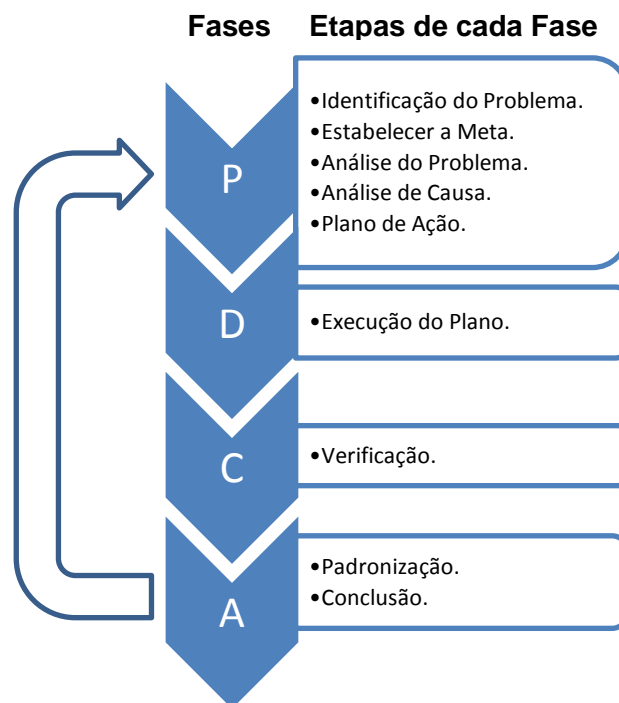 Fases Etapas de cada Fase
P
•Identificação do Problema.
•Estabelecer a Meta.
•Análise do Problema.
•Análise de Causa.
•Plano de Ação.
D
•Execução do Plano.
C
•Verificação.
A
•Padronização.
•Conclusão.